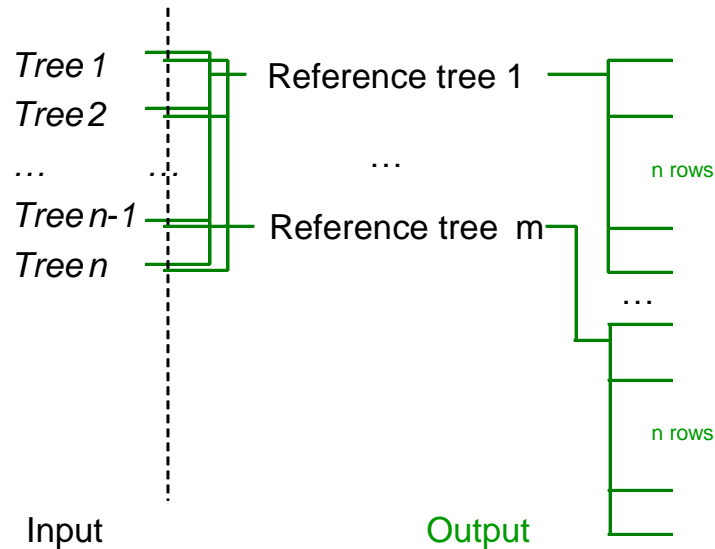 Tree 1
Reference tree 1
Tree 2
...
...
...
n rows
Tree n-1
Reference tree m
Tree n
...
n rows
Input
Output